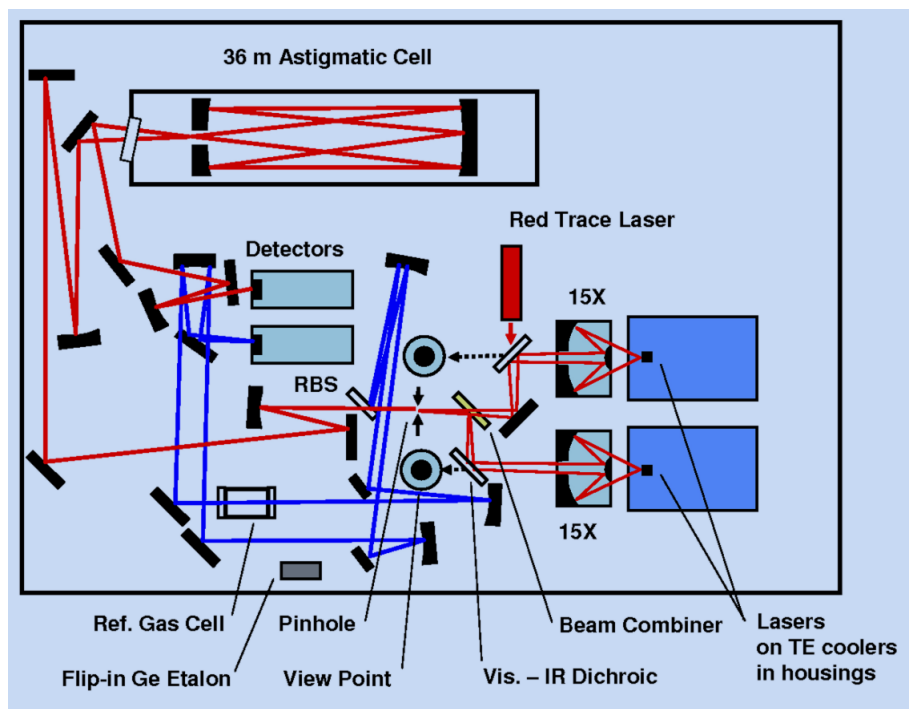 36 m Astigmatic Cell
Red Trace Laser
Detectors
15X
RBS
15X
Ref. Gas Cell
Pinhole
Beam Combiner
Lasers
on TE coolers
in housings
Flip-in Ge Etalon
View Point
Vis. – IR Dichroic